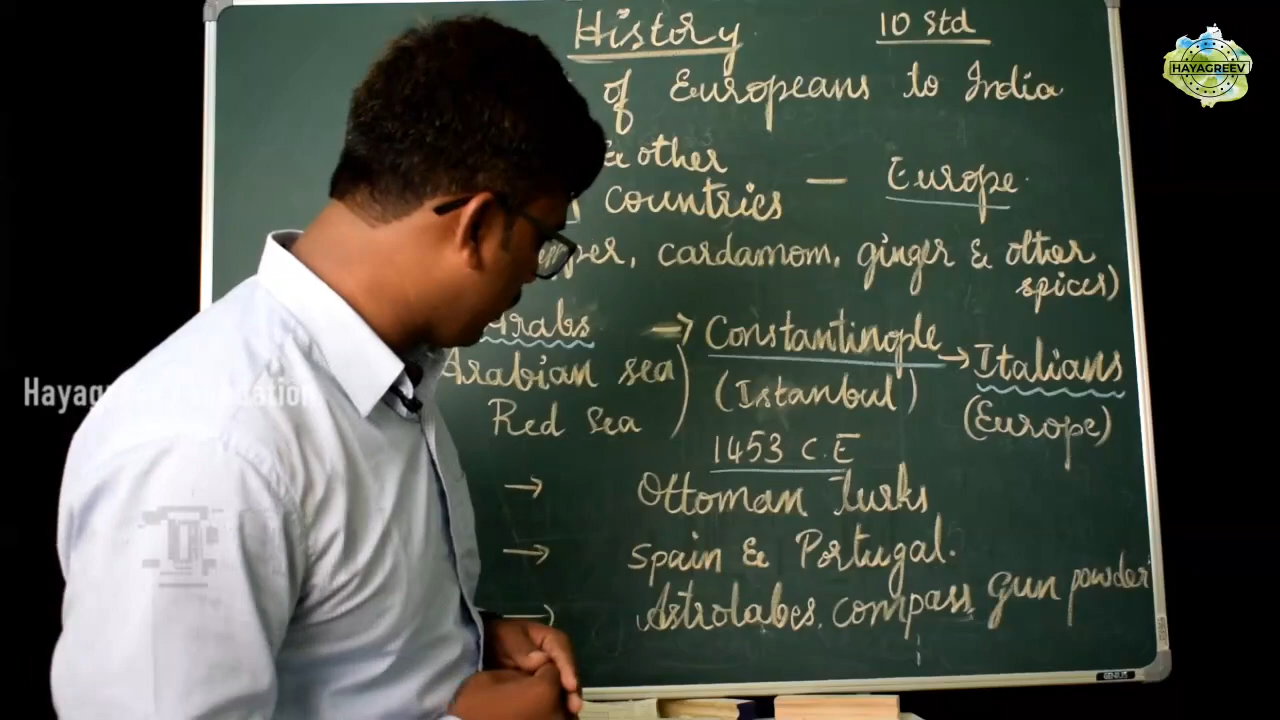 History 10 Std
of Europeans to India
& other
countries — Europe.
per, cardamom, ginger & other
spices)
Arabs → Constantinople → Italians
Arabian sea) (Istanbul) (Europe)
Red Sea
1453 C.E
→ Ottoman Turks
→ Spain & Portugal.
→ Astrolabes, compass, Gun powder
HAYAGREEV